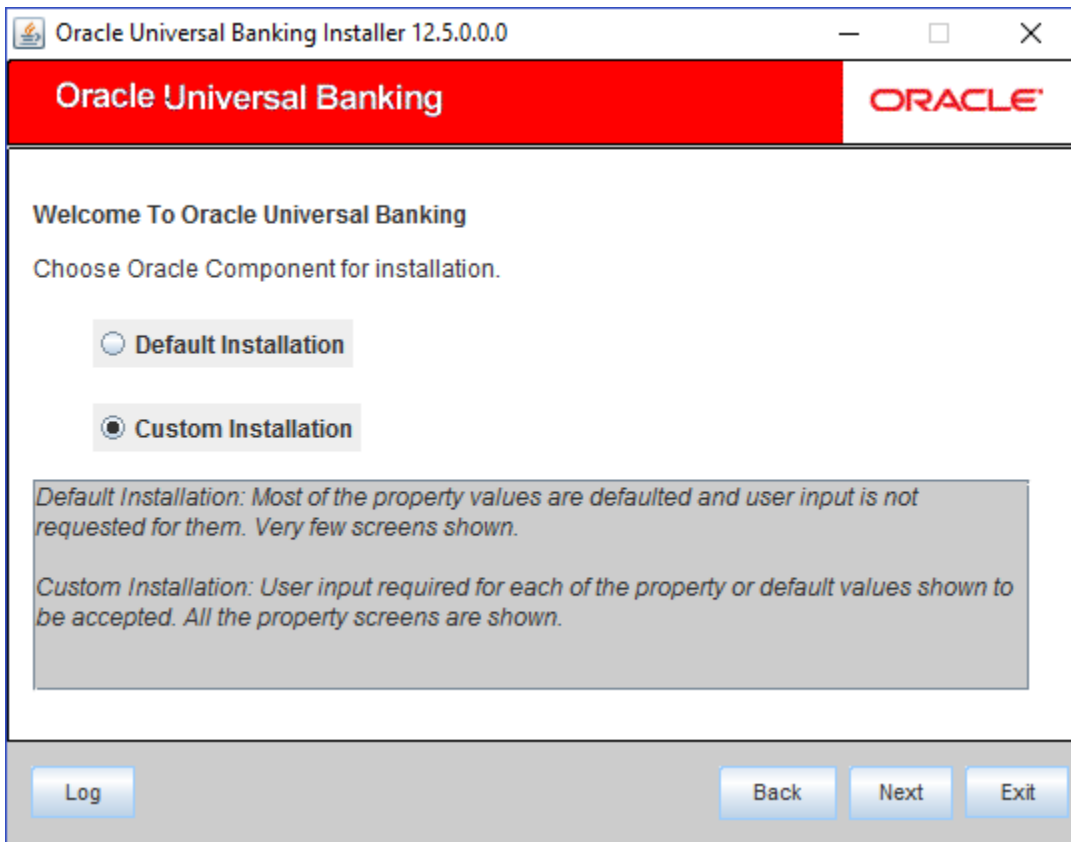 Oracle Universal Banking Installer 12.5.0.0.0
Oracle Universal Banking
ORACLE
Welcome To Oracle Universal Banking
Choose Oracle Component for installation.
Default Installation
Custom Installation
Default Installation: Most of the property values are defaulted and user input is not
requested for them. Very few screens shown.
Custom Installation: User input required for each of the property or default values shown to
be accepted. All the property screens are shown.
Log
Back
Next
Exit